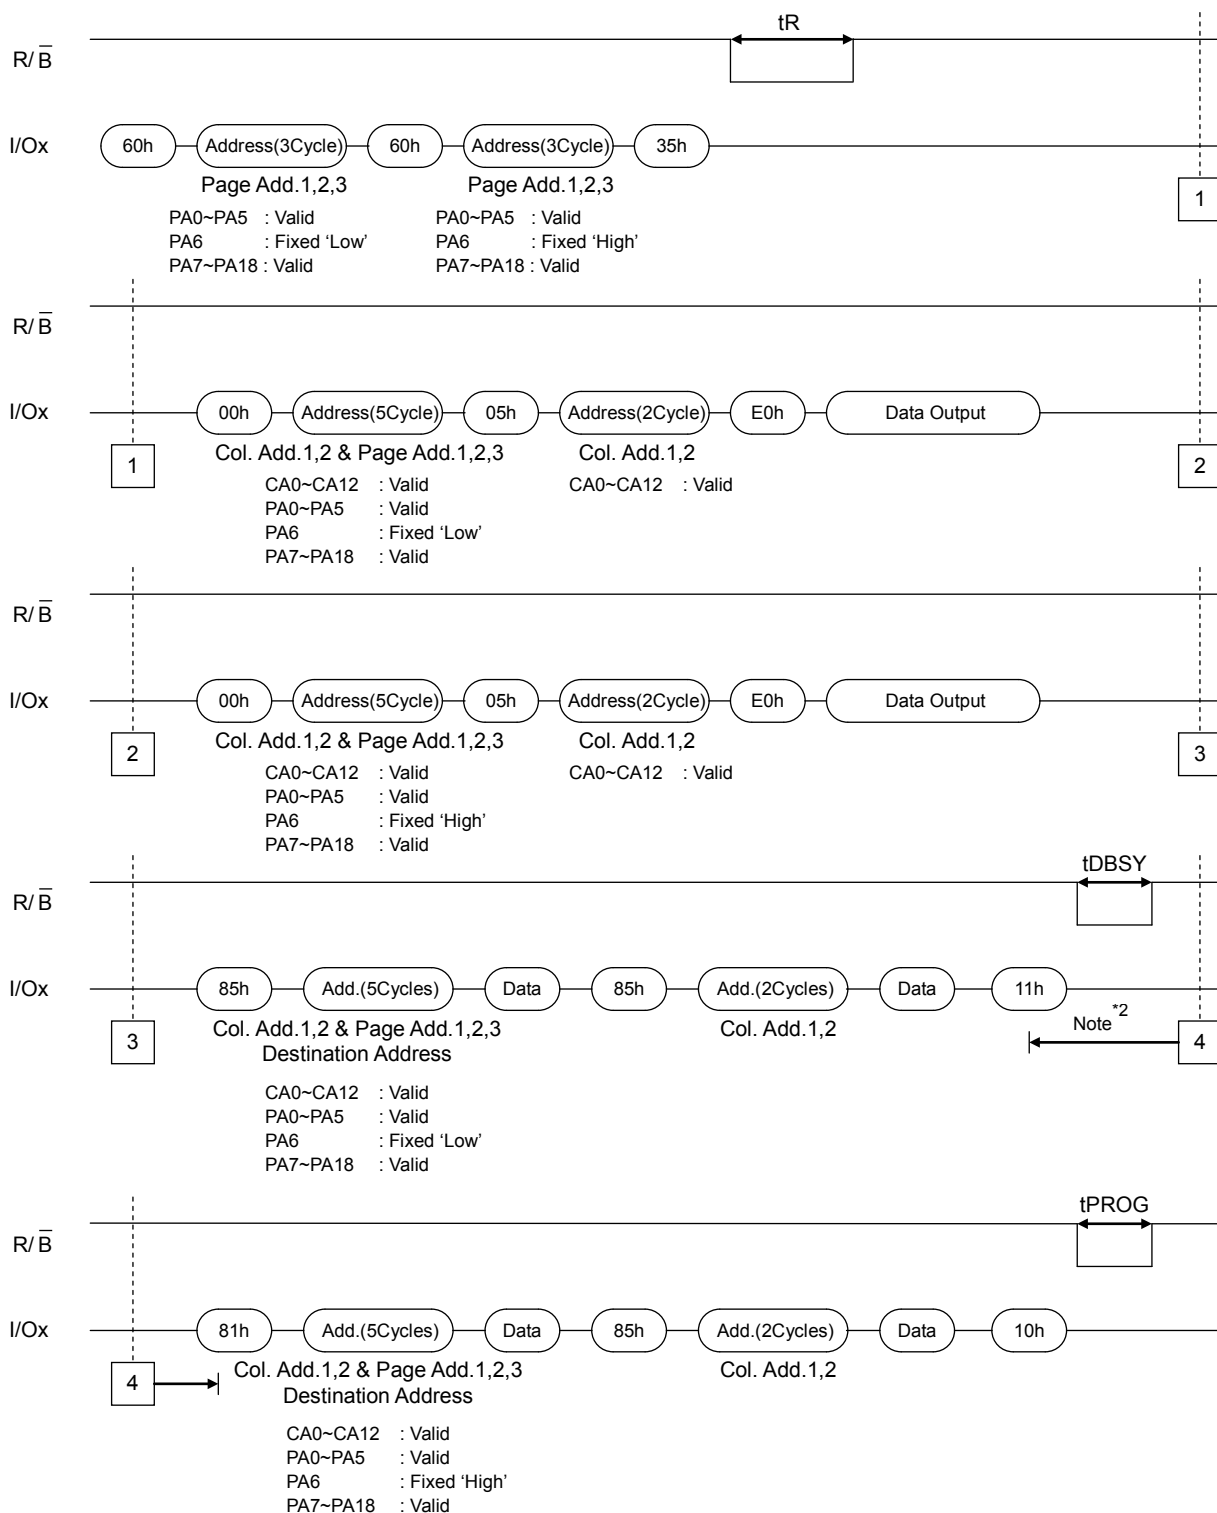 tR
R/B̅
I/Ox 60h Address(3Cycle) 60h Address(3Cycle) 35h
Page Add.1,2,3 Page Add.1,2,3
1
PA0~PA5 : Valid PA0~PA5 : Valid
PA6 : Fixed ‘Low’ PA6 : Fixed ‘High’
PA7~PA18 : Valid PA7~PA18 : Valid
R/B̅
I/Ox 00h Address(5Cycle) 05h Address(2Cycle) E0h Data Output
Col. Add.1,2 & Page Add.1,2,3 Col. Add.1,2
1 2
CA0~CA12 : Valid CA0~CA12 : Valid
PA0~PA5 : Valid
PA6 : Fixed ‘Low’
PA7~PA18 : Valid
R/B̅
I/Ox 00h Address(5Cycle) 05h Address(2Cycle) E0h Data Output
Col. Add.1,2 & Page Add.1,2,3 Col. Add.1,2
2 3
CA0~CA12 : Valid CA0~CA12 : Valid
PA0~PA5 : Valid
PA6 : Fixed ‘High’
PA7~PA18 : Valid
tDBSY
R/B̅
I/Ox 85h Add.(5Cycles) Data 85h Add.(2Cycles) Data 11h
Col. Add.1,2 & Page Add.1,2,3 Col. Add.1,2 Note*2
3 4
Destination Address
CA0~CA12 : Valid
PA0~PA5 : Valid
PA6 : Fixed ‘Low’
PA7~PA18 : Valid
tPROG
R/B̅
I/Ox 81h Add.(5Cycles) Data 85h Add.(2Cycles) Data 10h
Col. Add.1,2 & Page Add.1,2,3 Col. Add.1,2
4
Destination Address
CA0~CA12 : Valid
PA0~PA5 : Valid
PA6 : Fixed ‘High’
PA7~PA18 : Valid